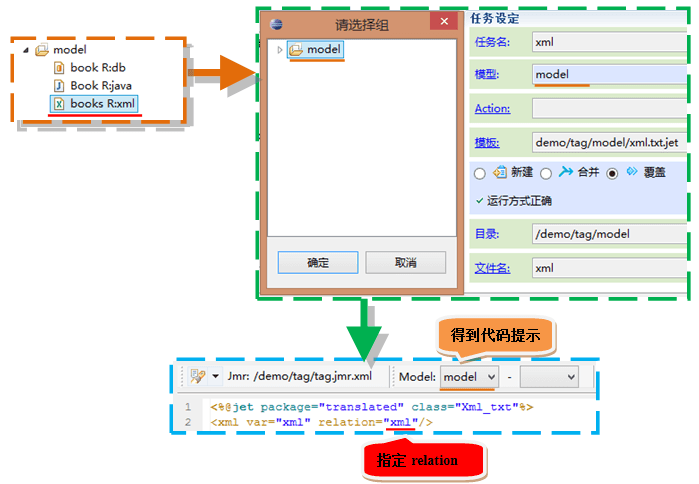 model
book R:db
Book R:java
books R:xml
请选择组
model
确定
取消
任务设定
任务名:
xml
模型:
model
Action:
模板:
demo/tag/model/xml.txt.jet
新建 合并 覆盖
运行方式正确
目录:
/demo/tag/model
文件名:
xml
得到代码提示
Jmr: /demo/tag/tag.jmr.xml Model: model -
1 <%@jet package="translated" class="Xml_txt"%>
2 <xml var="xml" relation="xml"/>
指定 relation